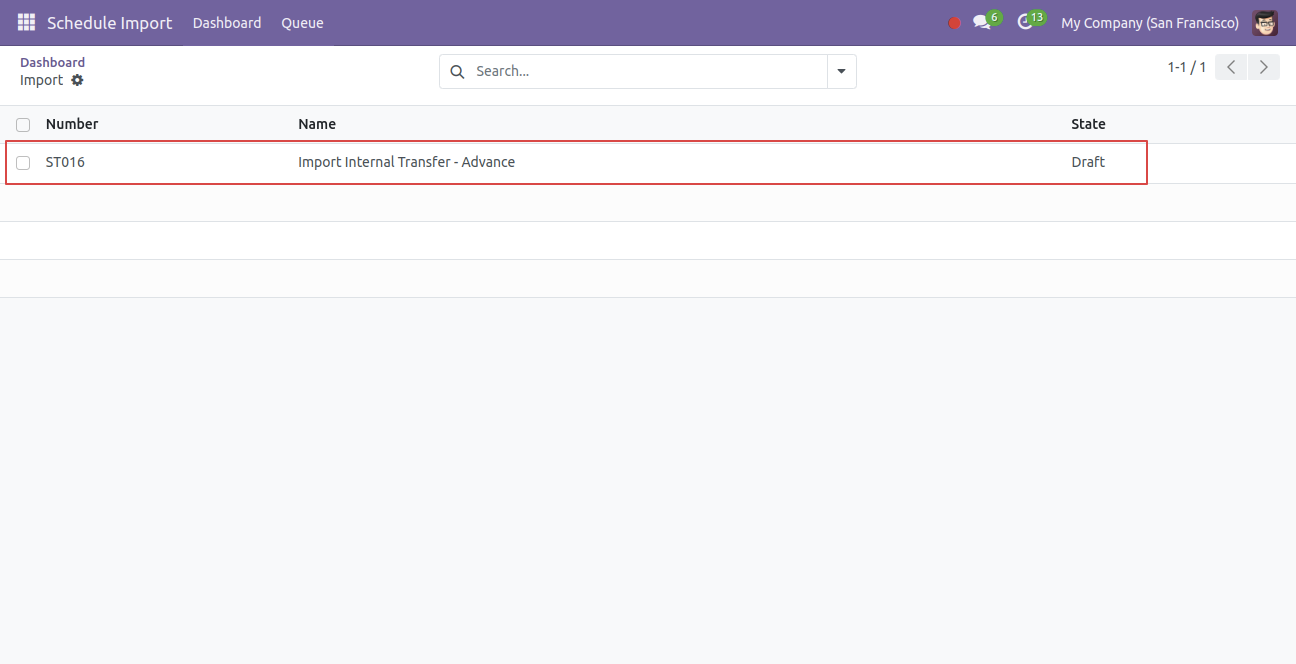 Schedule Import Dashboard Queue 6 13 My Company (San Francisco)
Dashboard
Import
Search...
1-1 / 1
Number Name State
ST016 Import Internal Transfer - Advance Draft